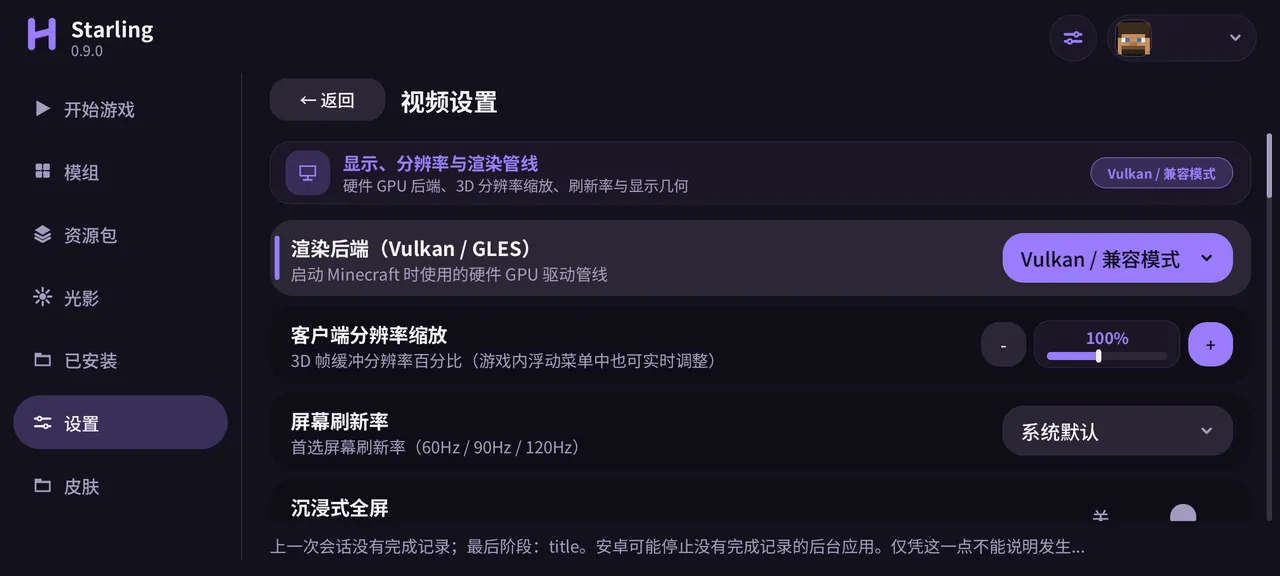 Starling
0.9.0
开始游戏
模组
资源包
光影
已安装
设置
皮肤
← 返回
视频设置
显示、分辨率与渲染管线
硬件 GPU 后端、3D 分辨率缩放、刷新率与显示几何
Vulkan / 兼容模式
渲染后端（Vulkan / GLES）
启动 Minecraft 时使用的硬件 GPU 驱动管线
Vulkan / 兼容模式
客户端分辨率缩放
3D 帧缓冲分辨率百分比（游戏内浮动菜单中也可实时调整）
-
100%
+
屏幕刷新率
首选屏幕刷新率（60Hz / 90Hz / 120Hz）
系统默认
沉浸式全屏
上一次会话没有完成记录；最后阶段：title。安卓可能停止没有完成记录的后台应用。仅凭这一点不能说明发生...